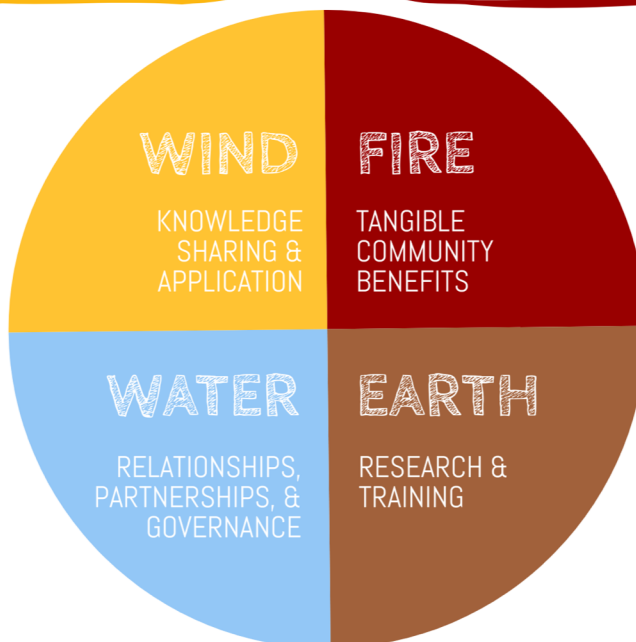 WIND
KNOWLEDGE
SHARING &
APPLICATION
FIRE
TANGIBLE
COMMUNITY
BENEFITS
WATER
RELATIONSHIPS,
PARTNERSHIPS, &
GOVERNANCE
EARTH
RESEARCH &
TRAINING